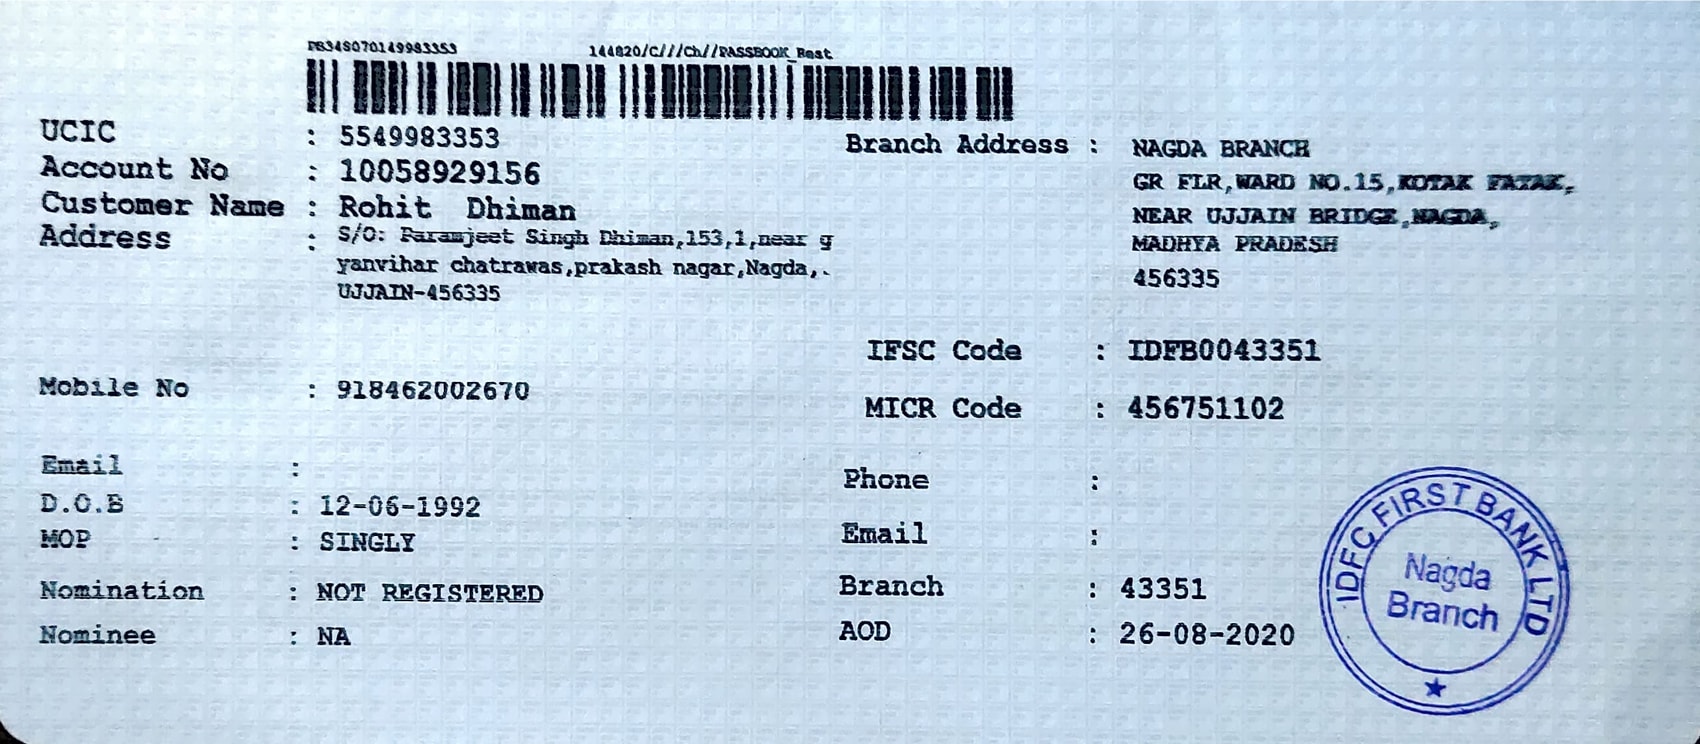 PB34S070149983353 144820/C///Ch//PASSBOOK_Rest
UCIC : 5549983353
Account No : 10058929156
Customer Name : Rohit Dhiman
Address : S/O: Paramjeet Singh Dhiman,153,1,near g
yanvihar chatrawas,prakash nagar,Nagda,.
UJJAIN-456335
Mobile No : 918462002670
Email :
D.O.B : 12-06-1992
MOP : SINGLY
Nomination : NOT REGISTERED
Nominee : NA
Branch Address : NAGDA BRANCH
GR FLR,WARD NO.15,KOTAK FATAK,
NEAR UJJAIN BRIDGE,NAGDA,
MADHYA PRADESH
456335
IFSC Code : IDFB0043351
MICR Code : 456751102
Phone :
Email :
Branch : 43351
AOD : 26-08-2020
IDFC FIRST BANK LTD
Nagda
Branch